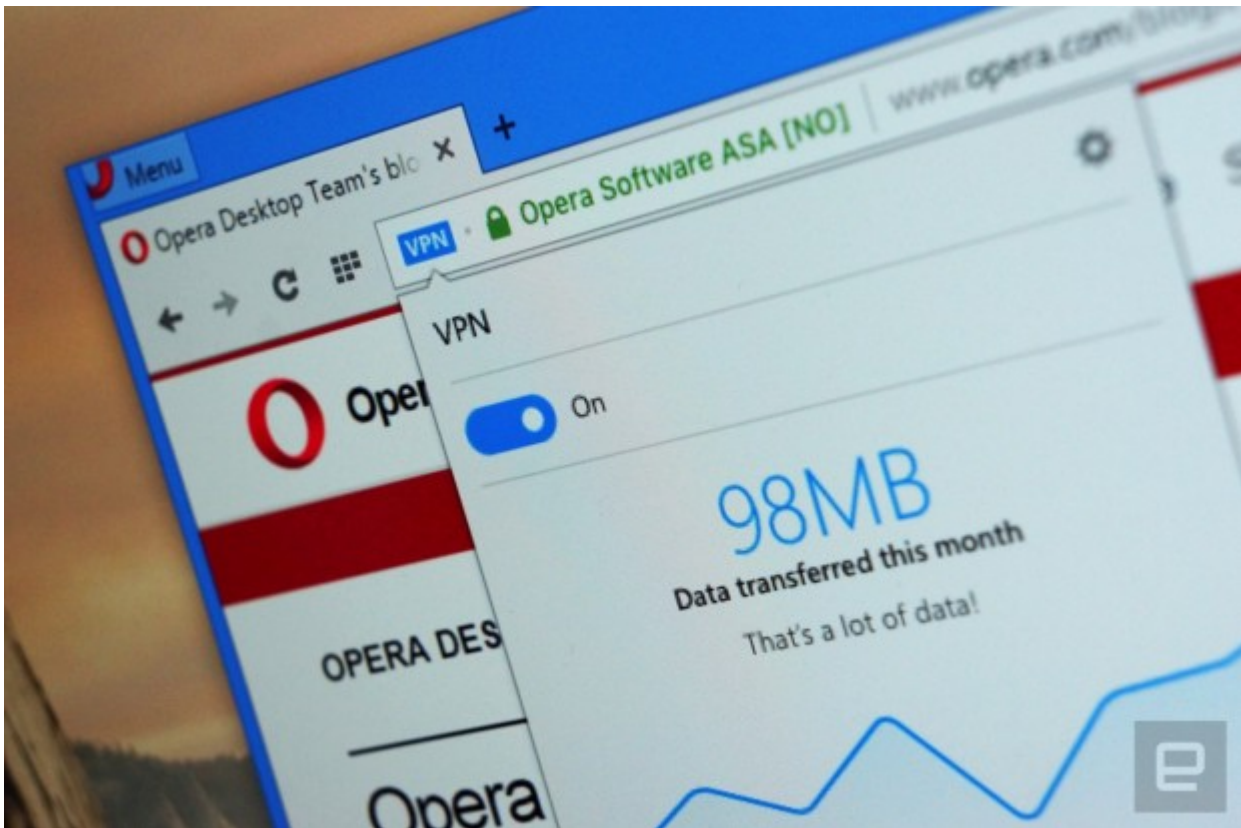 Menu
Opera Desktop Team's blo
VPN
Opera Software ASA [NO]
www.opera.com/blog
VPN
Oper
On
98MB
Data transferred this month
That's a lot of data!
OPERA DES
Opera
e